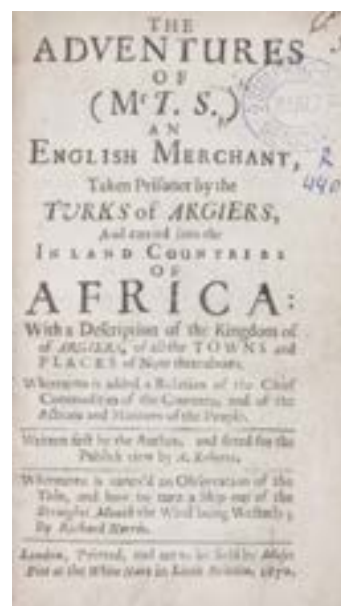 THE
ADVENTURES
OF
(Mr T. S.)
AN
ENGLISH MERCHANT,
Taken Prisoner by the
TURKS of ARGIERS,
And carried into the
INLAND COUNTRIES
OF
AFRICA:
With a Description of the Kingdom of
of ARGIERS, of all the TOWNS and
PLACES of Note thereabouts.
Whereunto is added a Relation of the Chief
Commodities of the Countrey, and of the
Actions and Manners of the People.
Written first by the Author, and fitted for the
Publick view by A. Roberts.
Whereunto is annex'd an Observation of the
Tide, and how to turn a Ship out of the
Straights Mouth the Wind being Westerly;
By Richard Norris.
London, Printed, and are to be Sold by Moses
Pitt at the White Hart in Little Britain, 1670.
R
440